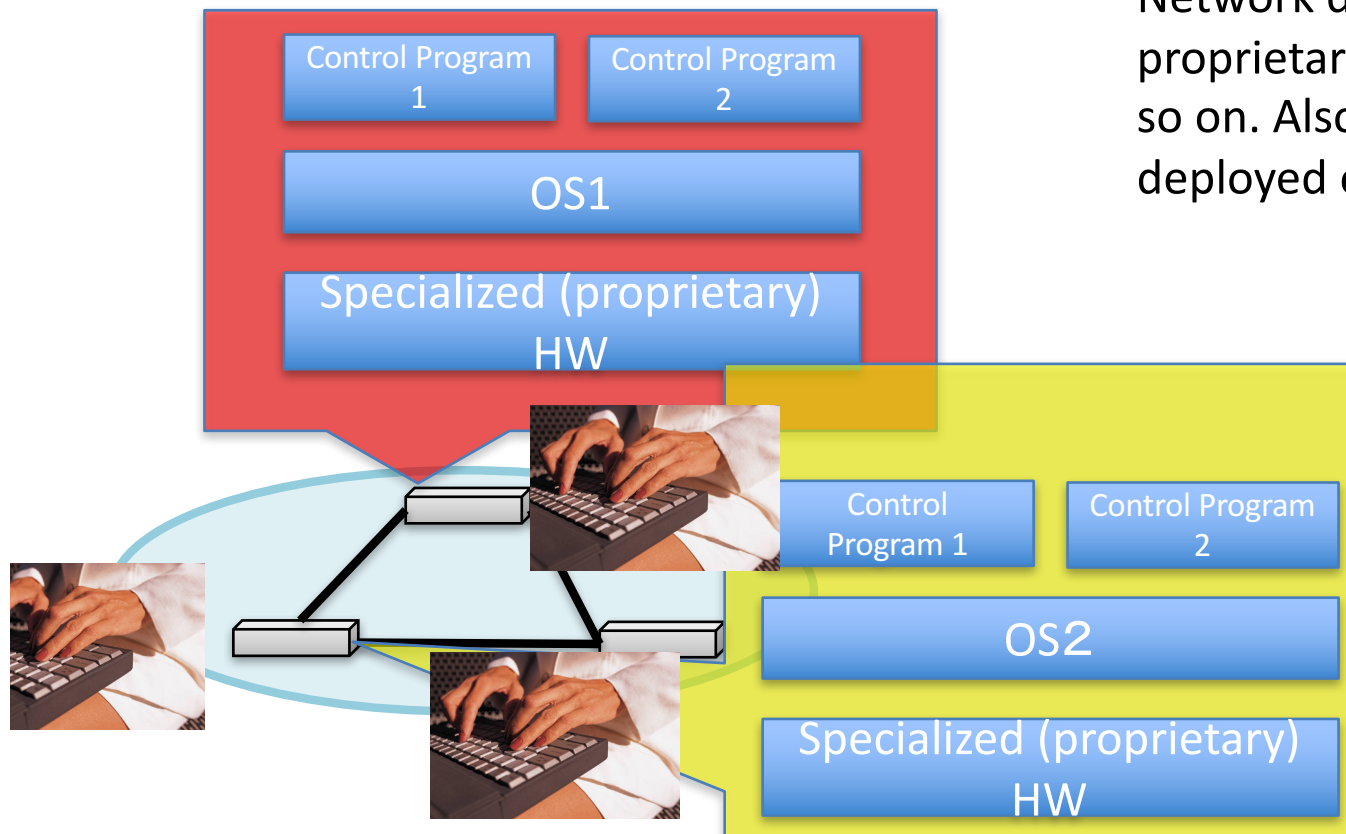 Control Program
1
Control Program
2
OS1
Specialized (proprietary)
HW
so on. Also
deployed
Control
Program 1
Control Program
2
OS2
Specialized (proprietary)
HW